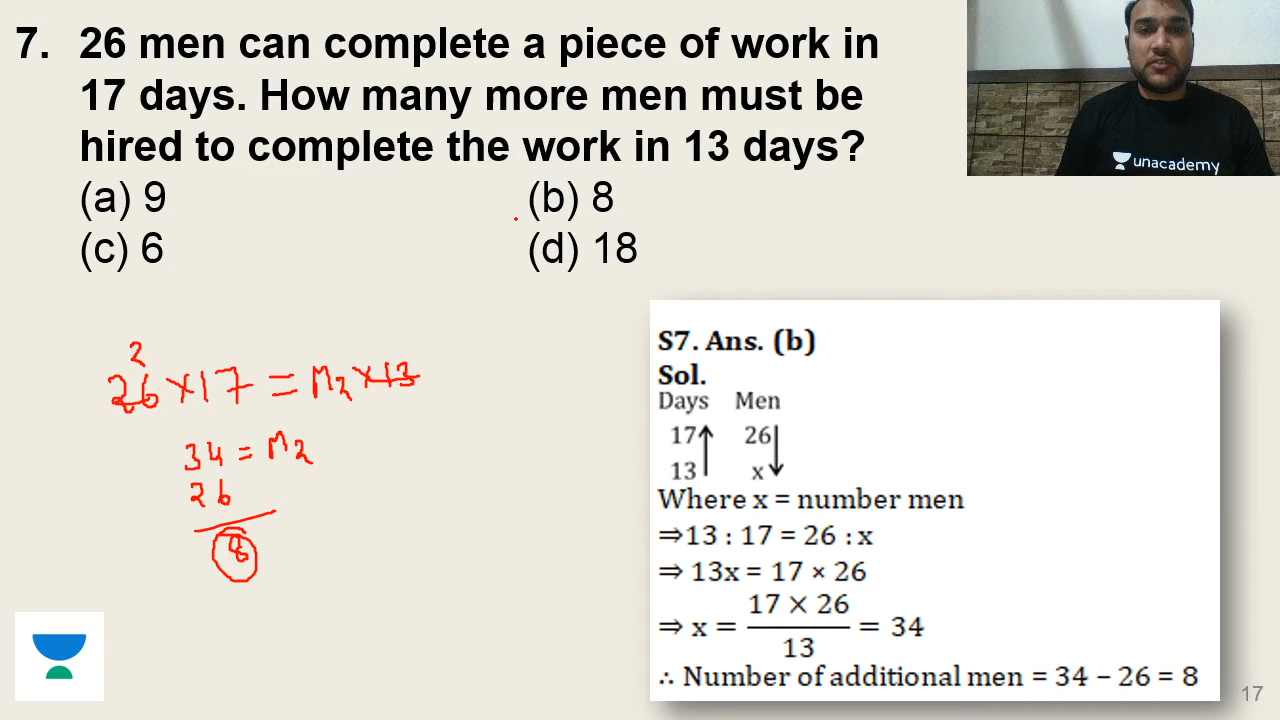 7. 26 men can complete a piece of work in
17 days. How many more men must be
hired to complete the work in 13 days?
(a) 9 (b) 8
(c) 6 (d) 18
unacademy
2
26 × 17 = M2 × 13
34 = M2
26
8
S7. Ans. (b)
Sol.
Days Men
17 26
13 x
Where x = number men
⇒13 : 17 = 26 : x
⇒ 13x = 17 × 26
⇒ x = 17 × 26 / 13 = 34
∴ Number of additional men = 34 − 26 = 8
17